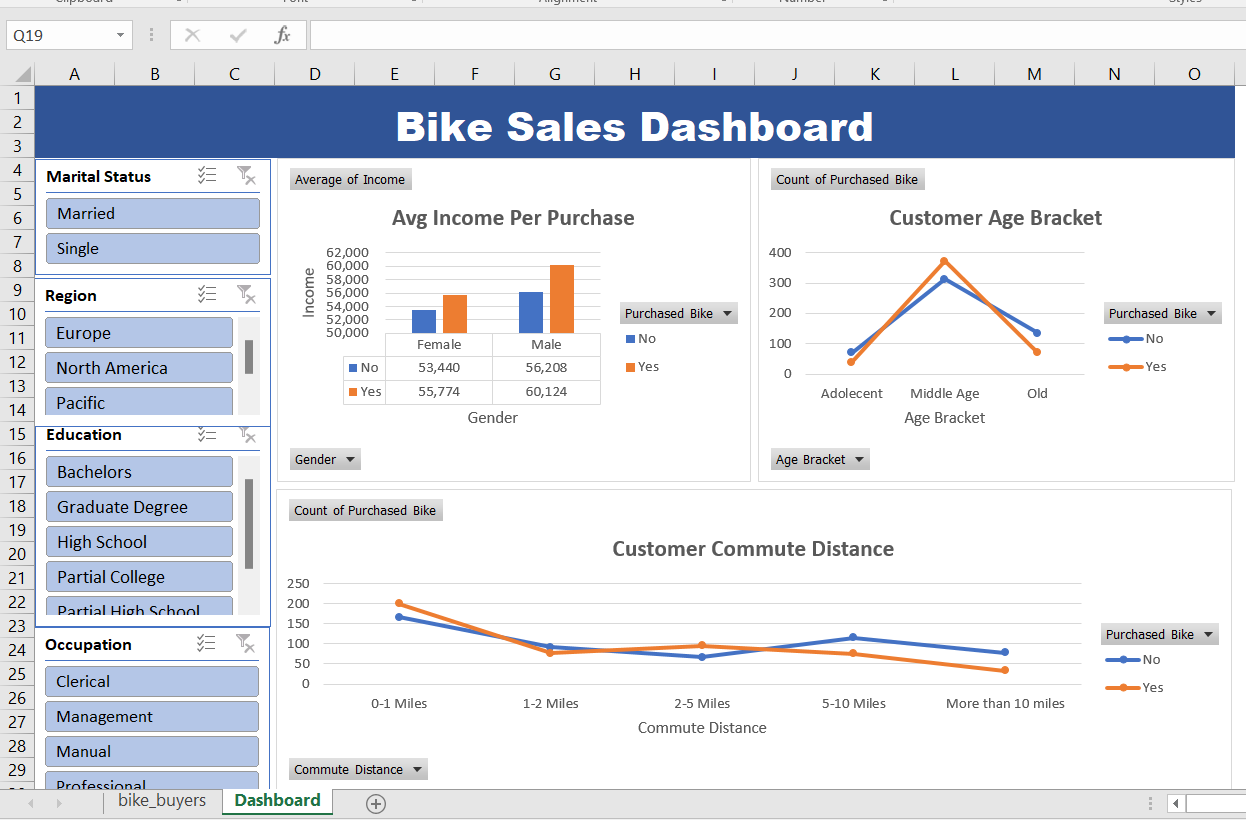 Clipboard
Font
Alignment
Number
Styles
Q19
fx
A B C D E F G H I J K L M N O
1
2
3
4
5
6
7
8
9
10
11
12
13
14
15
16
17
18
19
20
21
22
23
24
25
26
27
28
29
Bike Sales Dashboard
Marital Status
Married
Single
Region
Europe
North America
Pacific
Education
Bachelors
Graduate Degree
High School
Partial College
Partial High School
Occupation
Clerical
Management
Manual
Professional
Average of Income
Avg Income Per Purchase
Income
62,000
60,000
58,000
56,000
54,000
52,000
50,000
Female Male
No 53,440 56,208
Yes 55,774 60,124
Gender
Purchased Bike
No
Yes
Gender
Count of Purchased Bike
Customer Age Bracket
400
300
200
100
0
Adolecent Middle Age Old
Age Bracket
Purchased Bike
No
Yes
Age Bracket
Count of Purchased Bike
Customer Commute Distance
250
200
150
100
50
0
0-1 Miles 1-2 Miles 2-5 Miles 5-10 Miles More than 10 miles
Commute Distance
Purchased Bike
No
Yes
Commute Distance
bike_buyers Dashboard